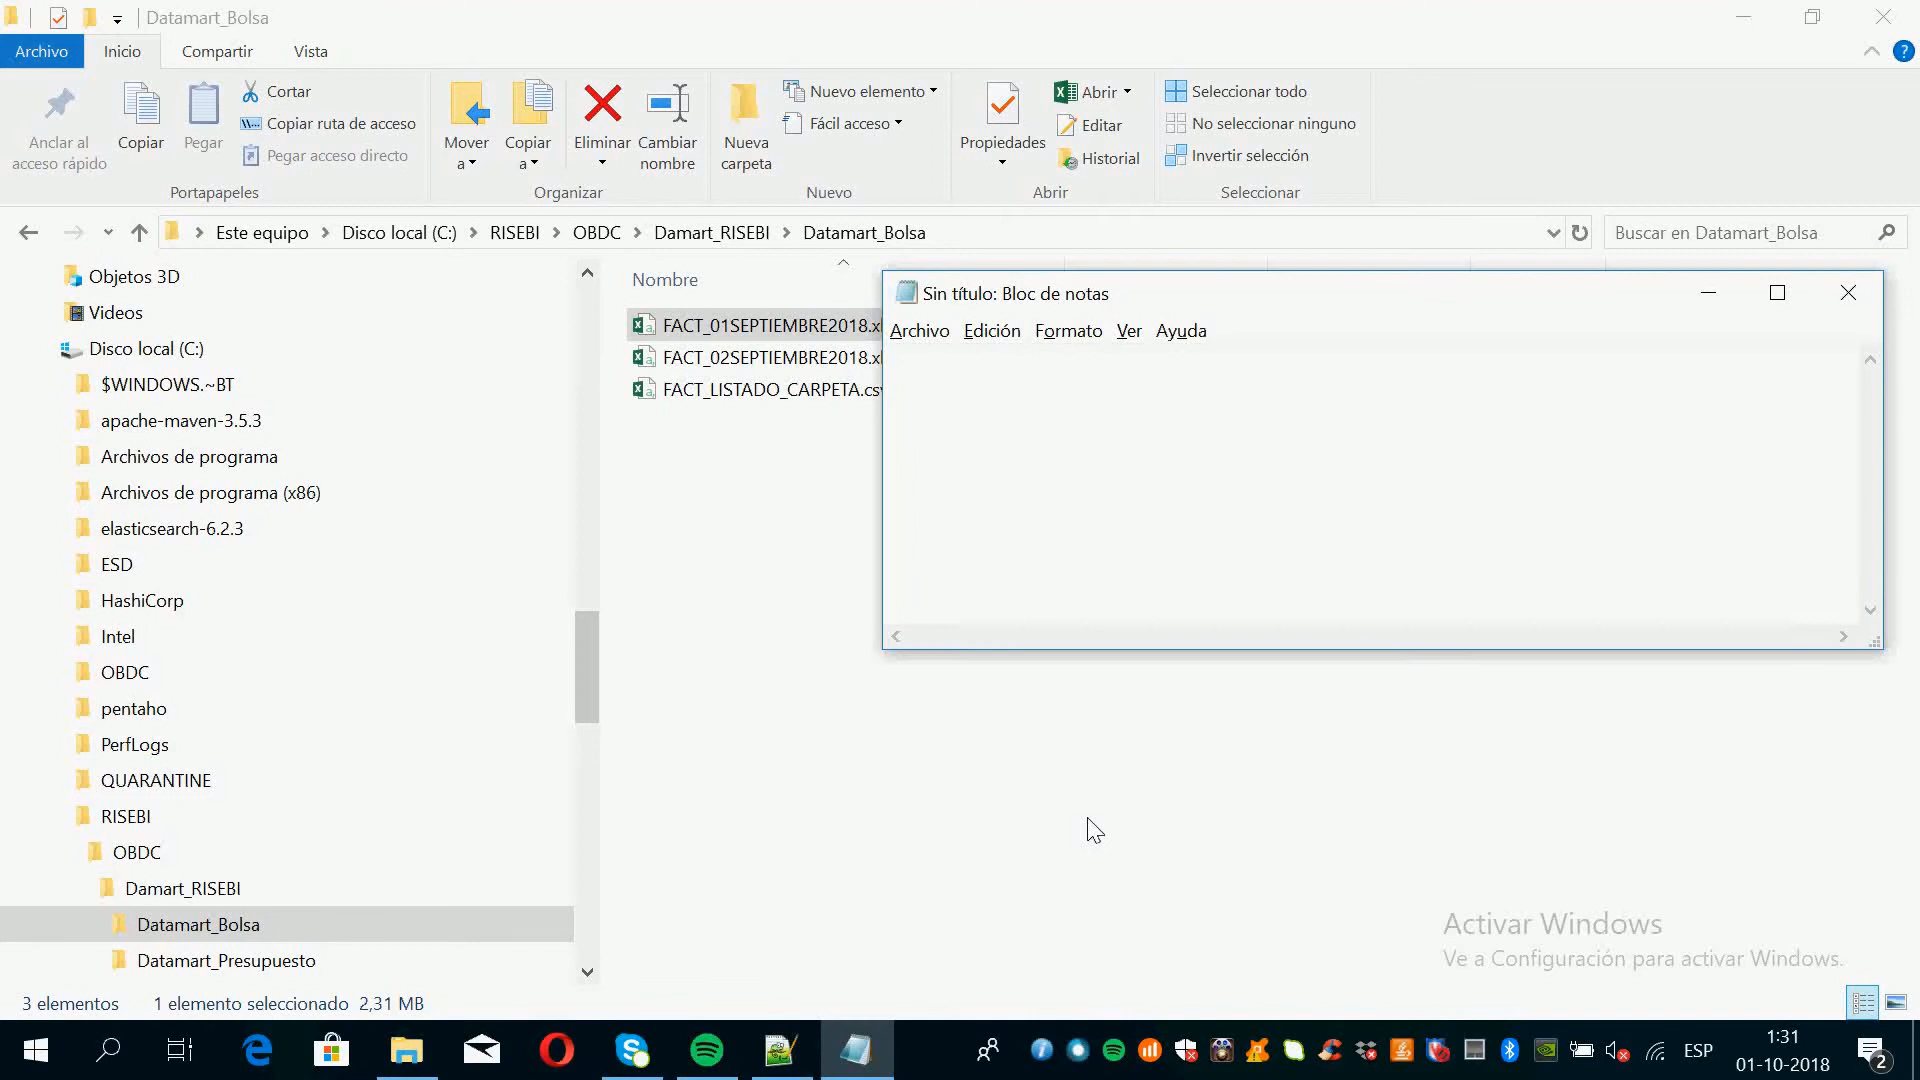 Datamart_Bolsa
Archivo Inicio Compartir Vista
Anclar al acceso rápido
Copiar
Pegar
Cortar
Copiar ruta de acceso
Pegar acceso directo
Portapapeles
Mover a
Copiar a
Eliminar
Cambiar nombre
Organizar
Nueva carpeta
Nuevo elemento
Fácil acceso
Nuevo
Propiedades
Abrir
Editar
Historial
Abrir
Seleccionar todo
No seleccionar ninguno
Invertir selección
Seleccionar
Este equipo > Disco local (C:) > RISEBI > OBDC > Damart_RISEBI > Datamart_Bolsa
Buscar en Datamart_Bolsa
Objetos 3D
Videos
Disco local (C:)
$WINDOWS.~BT
apache-maven-3.5.3
Archivos de programa
Archivos de programa (x86)
elasticsearch-6.2.3
ESD
HashiCorp
Intel
OBDC
pentaho
PerfLogs
QUARANTINE
RISEBI
OBDC
Damart_RISEBI
Datamart_Bolsa
Datamart_Presupuesto
Nombre
FACT_01SEPTIEMBRE2018.x
FACT_02SEPTIEMBRE2018.x
FACT_LISTADO_CARPETA.cs
Sin título: Bloc de notas
Archivo Edición Formato Ver Ayuda
Activar Windows
Ve a Configuración para activar Windows.
3 elementos 1 elemento seleccionado 2,31 MB
ESP
1:31
01-10-2018
2